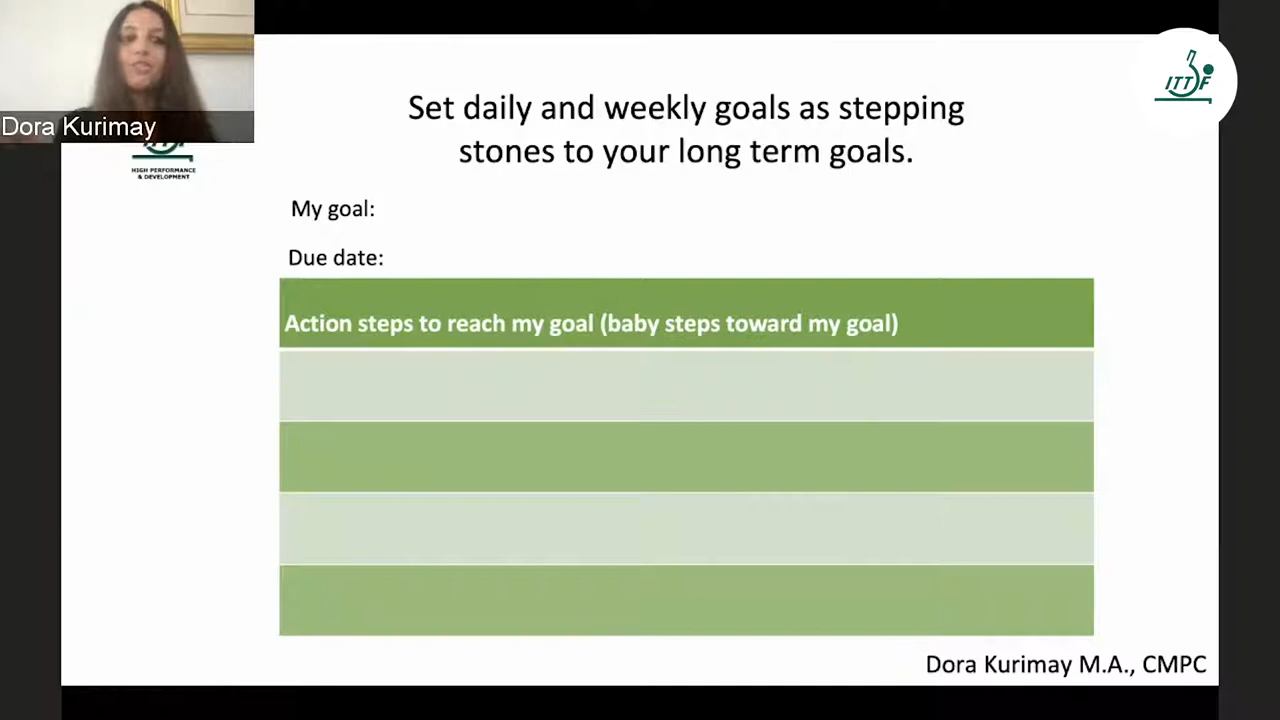 Dora Kurimay
ITTF
HIGH PERFORMANCE
& DEVELOPMENT
Set daily and weekly goals as stepping
stones to your long term goals.
My goal:
Due date:
Action steps to reach my goal (baby steps toward my goal)
Dora Kurimay M.A., CMPC